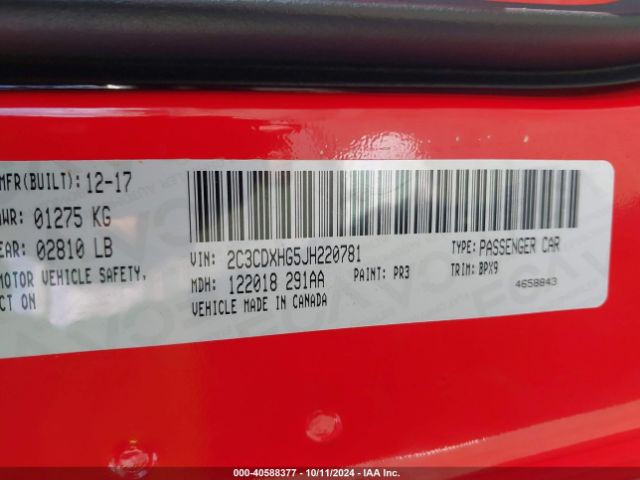 MFR(BUILT): 12-17
WR: 01275 KG
EAR: 02810 LB
MOTOR VEHICLE SAFETY,
CT ON
VIN: 2C3CDXHG5JH220781
TYPE: PASSENGER CAR
MDH: 122018 291AA
PAINT: PR3
TRIM: BPX9
VEHICLE MADE IN CANADA
4658843
COPART: 40588377 - 10/11/2024 - IAA Inc.